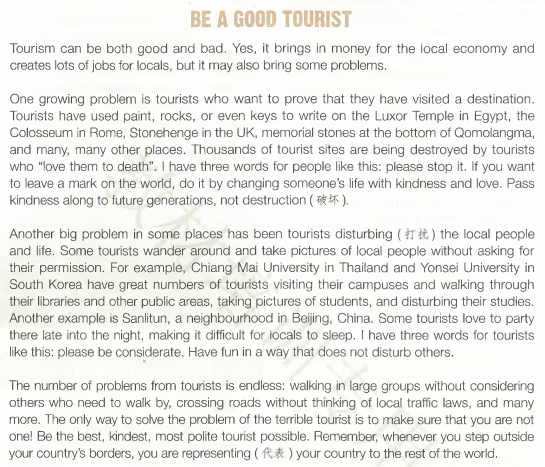 BE A GOOD TOURIST
Tourism can be both good and bad. Yes, it brings in money for the local economy and
creates lots of jobs for locals, but it may also bring some problems.
One growing problem is tourists who want to prove that they have visited a destination.
Tourists have used paint, rocks, or even keys to write on the Luxor Temple in Egypt, the
Colosseum in Rome, Stonehenge in the UK, memorial stones at the bottom of Qomolangma,
and many, many other places. Thousands of tourist sites are being destroyed by tourists
who “love them to death”. I have three words for people like this: please stop it. If you want
to leave a mark on the world, do it by changing someone's life with kindness and love. Pass
kindness along to future generations, not destruction (破坏).
Another big problem in some places has been tourists disturbing (打扰) the local people
and life. Some tourists wander around and take pictures of local people without asking for
their permission. For example, Chiang Mai University in Thailand and Yonsei University in
South Korea have great numbers of tourists visiting their campuses and walking through
their libraries and other public areas, taking pictures of students, and disturbing their studies.
Another example is Sanlitun, a neighbourhood in Beijing, China. Some tourists love to party
there late into the night, making it difficult for locals to sleep. I have three words for tourists
like this: please be considerate. Have fun in a way that does not disturb others.
The number of problems from tourists is endless: walking in large groups without considering
others who need to walk by, crossing roads without thinking of local traffic laws, and many
more. The only way to solve the problem of the terrible tourist is to make sure that you are not
one! Be the best, kindest, most polite tourist possible. Remember, whenever you step outside
your country's borders, you are representing (代表) your country to the rest of the world.